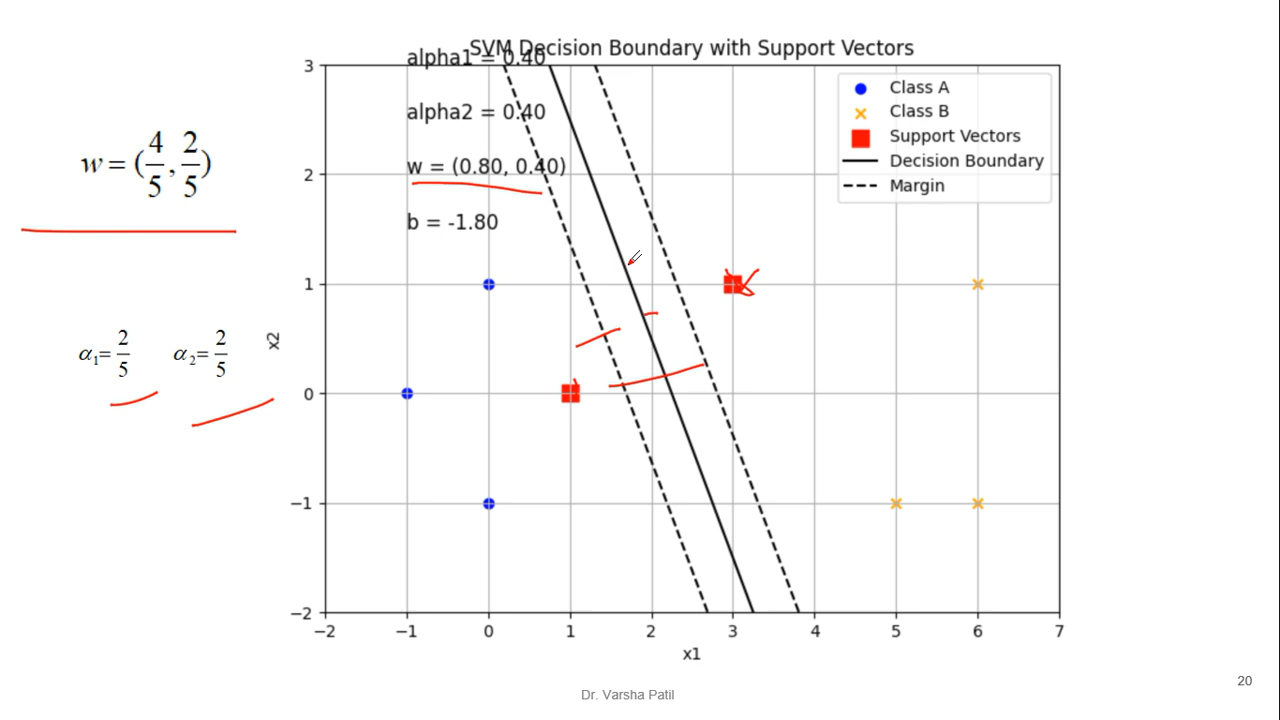 SVM Decision Boundary with Support Vectors
alpha1 = 0.40
alpha2 = 0.40
w = (0.80, 0.40)
b = -1.80
Class A
Class B
Support Vectors
Decision Boundary
Margin
w = (4/5, 2/5)
α₁= 2/5 α₂= 2/5
x2
3
2
1
0
−1
−2
−2 −1 0 1 2 3 4 5 6 7
x1
Dr. Varsha Patil
20